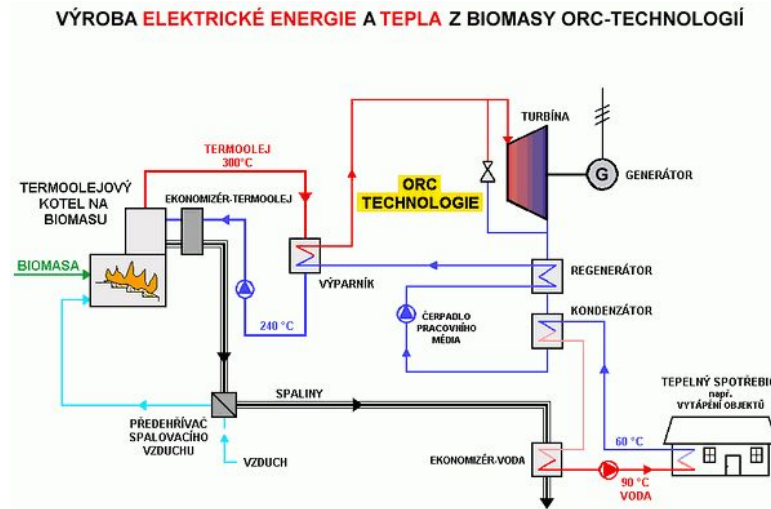 VÝROBA ELEKTRICKÉ ENERGIE A TEPLA Z BIOMASY ORC-TECHNOLOGIÍ
TURBÍNA
TERMOOLEJ
300°C
TERMOOLEJOVÝ
KOTEL NA
BIOMASU
EKONOMIZÉR-TERMOOLEJ
ORC
TECHNOLOGIE
G
GENERÁTOR
BIOMASA
VÝPARNÍK
REGENERÁTOR
240 °C
ČERPADLO
PRACOVNÍHO
MÉDIA
KONDENZÁTOR
SPALINY
TEPELNÝ SPOTŘEBIČ
např.
VYTÁPĚNÍ OBJEKTŮ
PŘEDEHŘÍVAČ
SPALOVACÍHO
VZDUCHU
VZDUCH
60 °C
EKONOMIZÉR-VODA
90 °C
VODA